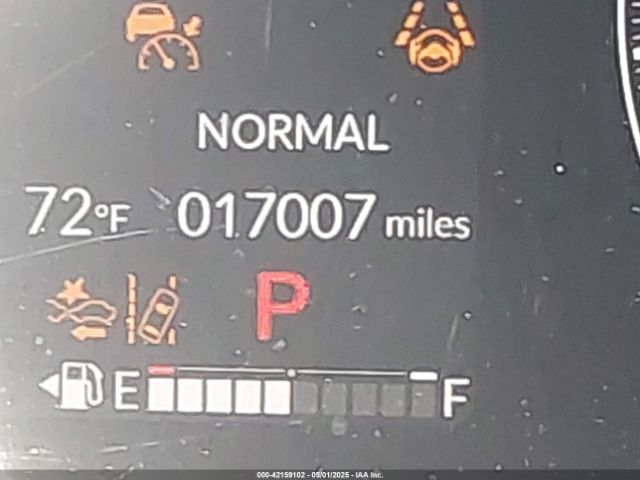 NORMAL
72°F 017007 miles
P
E F
000-42159102 - 05/01/2025 - IAA Inc.